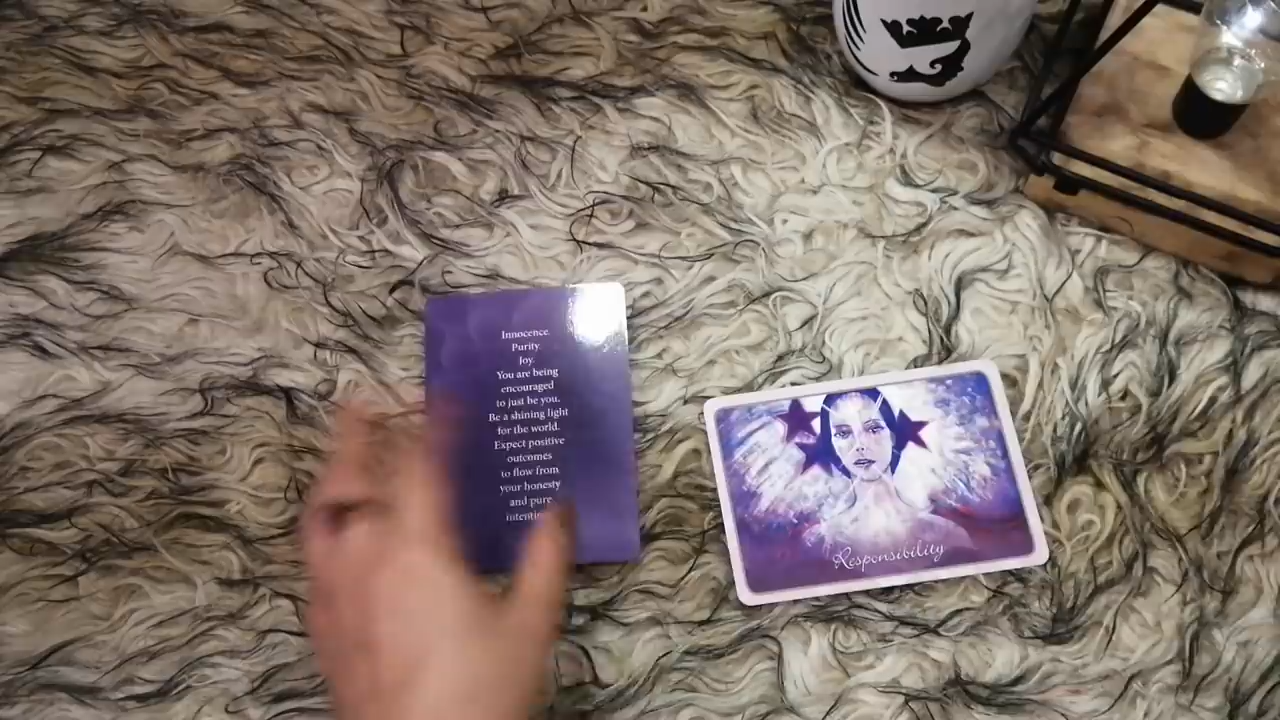 Innocence.
Purity.
Joy.
You are being
encouraged
to just be you.
Be a shining light
for the world.
Expect positive
outcomes
to flow from
your honesty
and pure
Responsibility